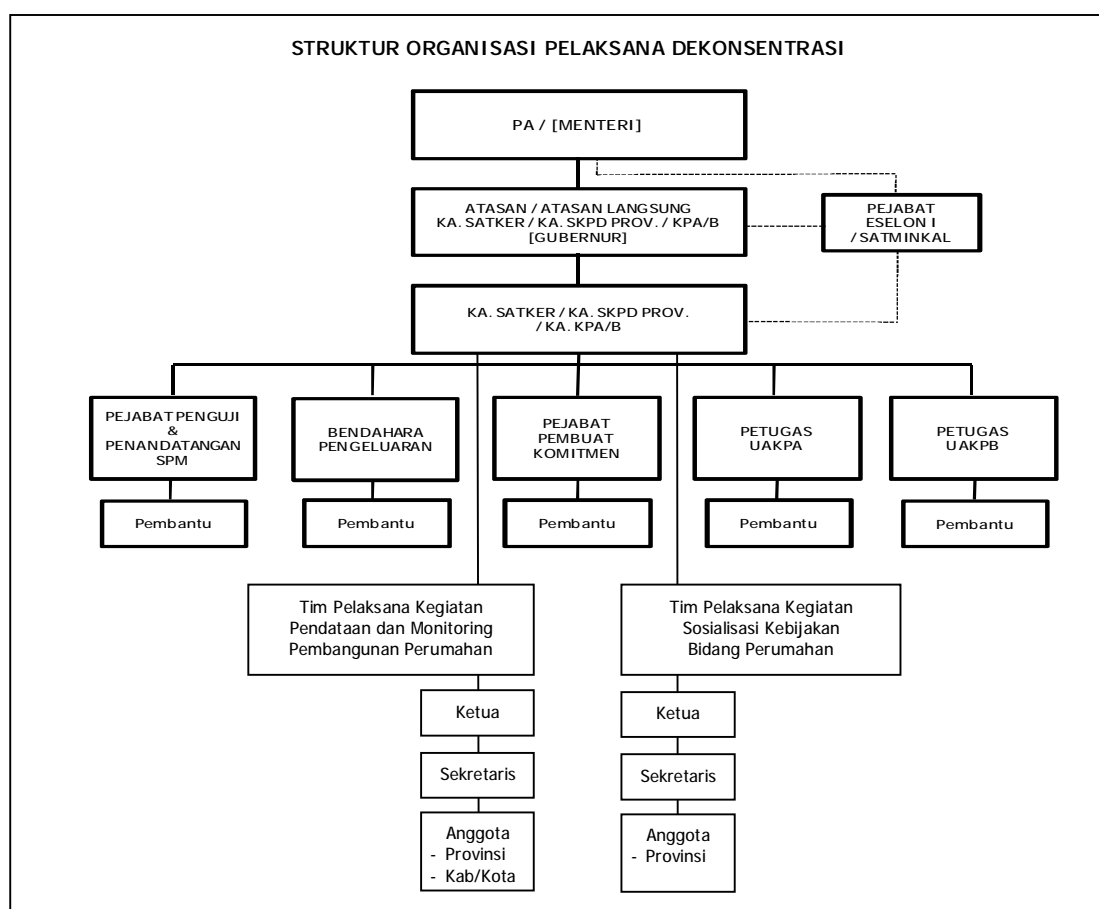 STRUKTUR ORGANISASI PELAKSANA DEKONSENTRASI
PA / [MENTERI]
ATASAN / ATASAN LANGSUNG
KA. SATKER / KA. SKPD PROV. / KPA/B
[GUBERNUR]
PEJABAT
ESELON I
/ SATMINKAL
KA. SATKER / KA. SKPD PROV.
/ KA. KPA/B
PEJABAT PENGUJI
&
PENANDATANGAN
SPM
BENDAHARA
PENGELUARAN
PEJABAT
PEMBUAT
KOMITMEN
PETUGAS
UAKPA
PETUGAS
UAKPB
Pembantu
Pembantu
Pembantu
Pembantu
Pembantu
Tim Pelaksana Kegiatan
Pendataan dan Monitoring
Pembangunan Perumahan
Tim Pelaksana Kegiatan
Sosialisasi Kebijakan
Bidang Perumahan
Ketua
Ketua
Sekretaris
Sekretaris
Anggota
- Provinsi
- Kab/Kota
Anggota
- Provinsi